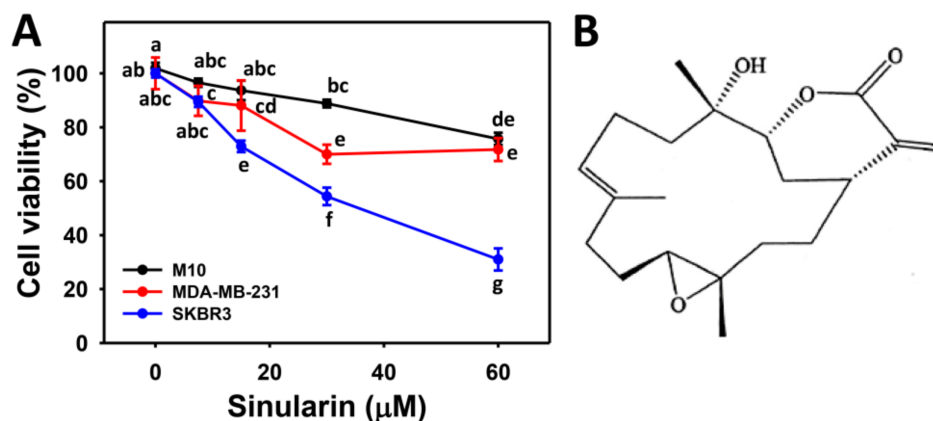 A
B
Cell viability (%)
100
80
60
40
20
0
a
ab
abc
abc
c
abc
abc
cd
e
bc
e
f
de
e
g
M10
MDA-MB-231
SKBR3
0
20
40
60
Sinularin (μM)
OH
O
O
O